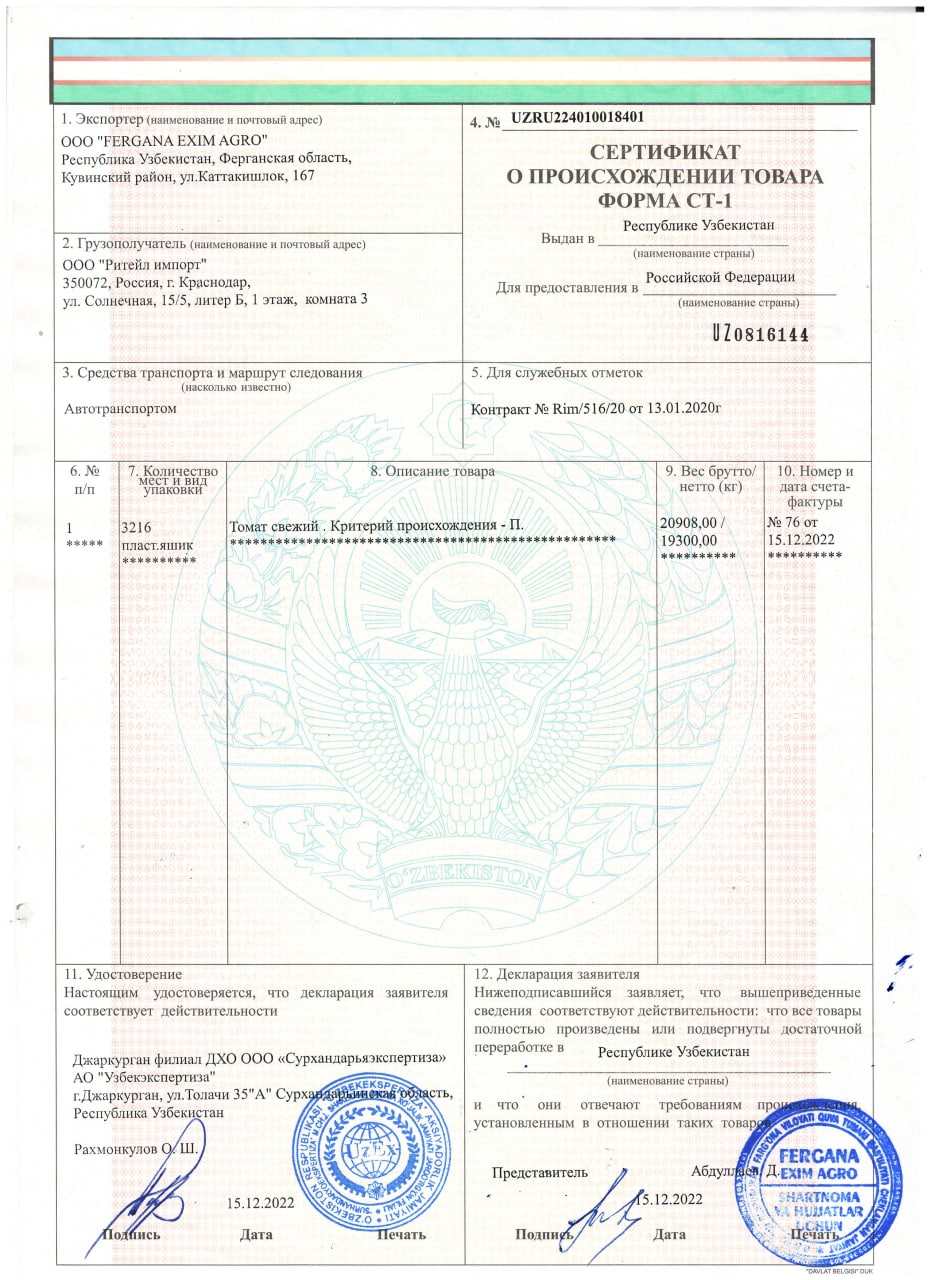 1. Экспортер (наименование и почтовый адрес)
ООО "FERGANA EXIM AGRO"
Республика Узбекистан, Ферганская область,
Кувинский район, ул.Каттакишлок, 167
4. № UZRU224010018401
СЕРТИФИКАТ
О ПРОИСХОЖДЕНИИ ТОВАРА
ФОРМА СТ-1
Республике Узбекистан
Выдан в
(наименование страны)
Российской Федерации
Для предоставления в
(наименование страны)
UZ0816144
2. Грузополучатель (наименование и почтовый адрес)
ООО "Ритейл импорт"
350072, Россия, г. Краснодар,
ул. Солнечная, 15/5, литер Б, 1 этаж, комната 3
3. Средства транспорта и маршрут следования
(насколько известно)
Автотранспортом
5. Для служебных отметок
Контракт № Rim/516/20 от 13.01.2020г
6. №
п/п
7. Количество
мест и вид
упаковки
8. Описание товара
9. Вес брутто/
нетто (кг)
10. Номер и
дата счета-
фактуры
1
*****
3216
пласт.яшик
**********
Томат свежий . Критерий происхождения - П.
****************************************************
20908,00 /
19300,00
**********
№ 76 от
15.12.2022
**********
O'ZBEKISTON
11. Удостоверение
Настоящим удостоверяется, что декларация заявителя
соответствует действительности
Джаркурган филиал ДХО ООО «Сурхандарьяэкспертиза»
АО "Узбекэкспертиза"
г.Джаркурган, ул.Толачи 35"А" Сурхандарьинская область,
Республика Узбекистан
Рахмонкулов О. Ш.
15.12.2022
Подпись Дата Печать
UzEx
12. Декларация заявителя
Нижеподписавшийся заявляет, что вышеприведенные
сведения соответствуют действительности: что все товары
полностью произведены или подвергнуты достаточной
переработке в Республике Узбекистан
(наименование страны)
и что они отвечают требованиям происхождения,
установленным в отношении таких товаров
Представитель Абдуллаев. Д.
15.12.2022
Подпись Дата Печать
FERGANA
EXIM AGRO
SHARTNOMA
VA HUJJATLAR
UCHUN
"DAVLAT BELGISI" DUK